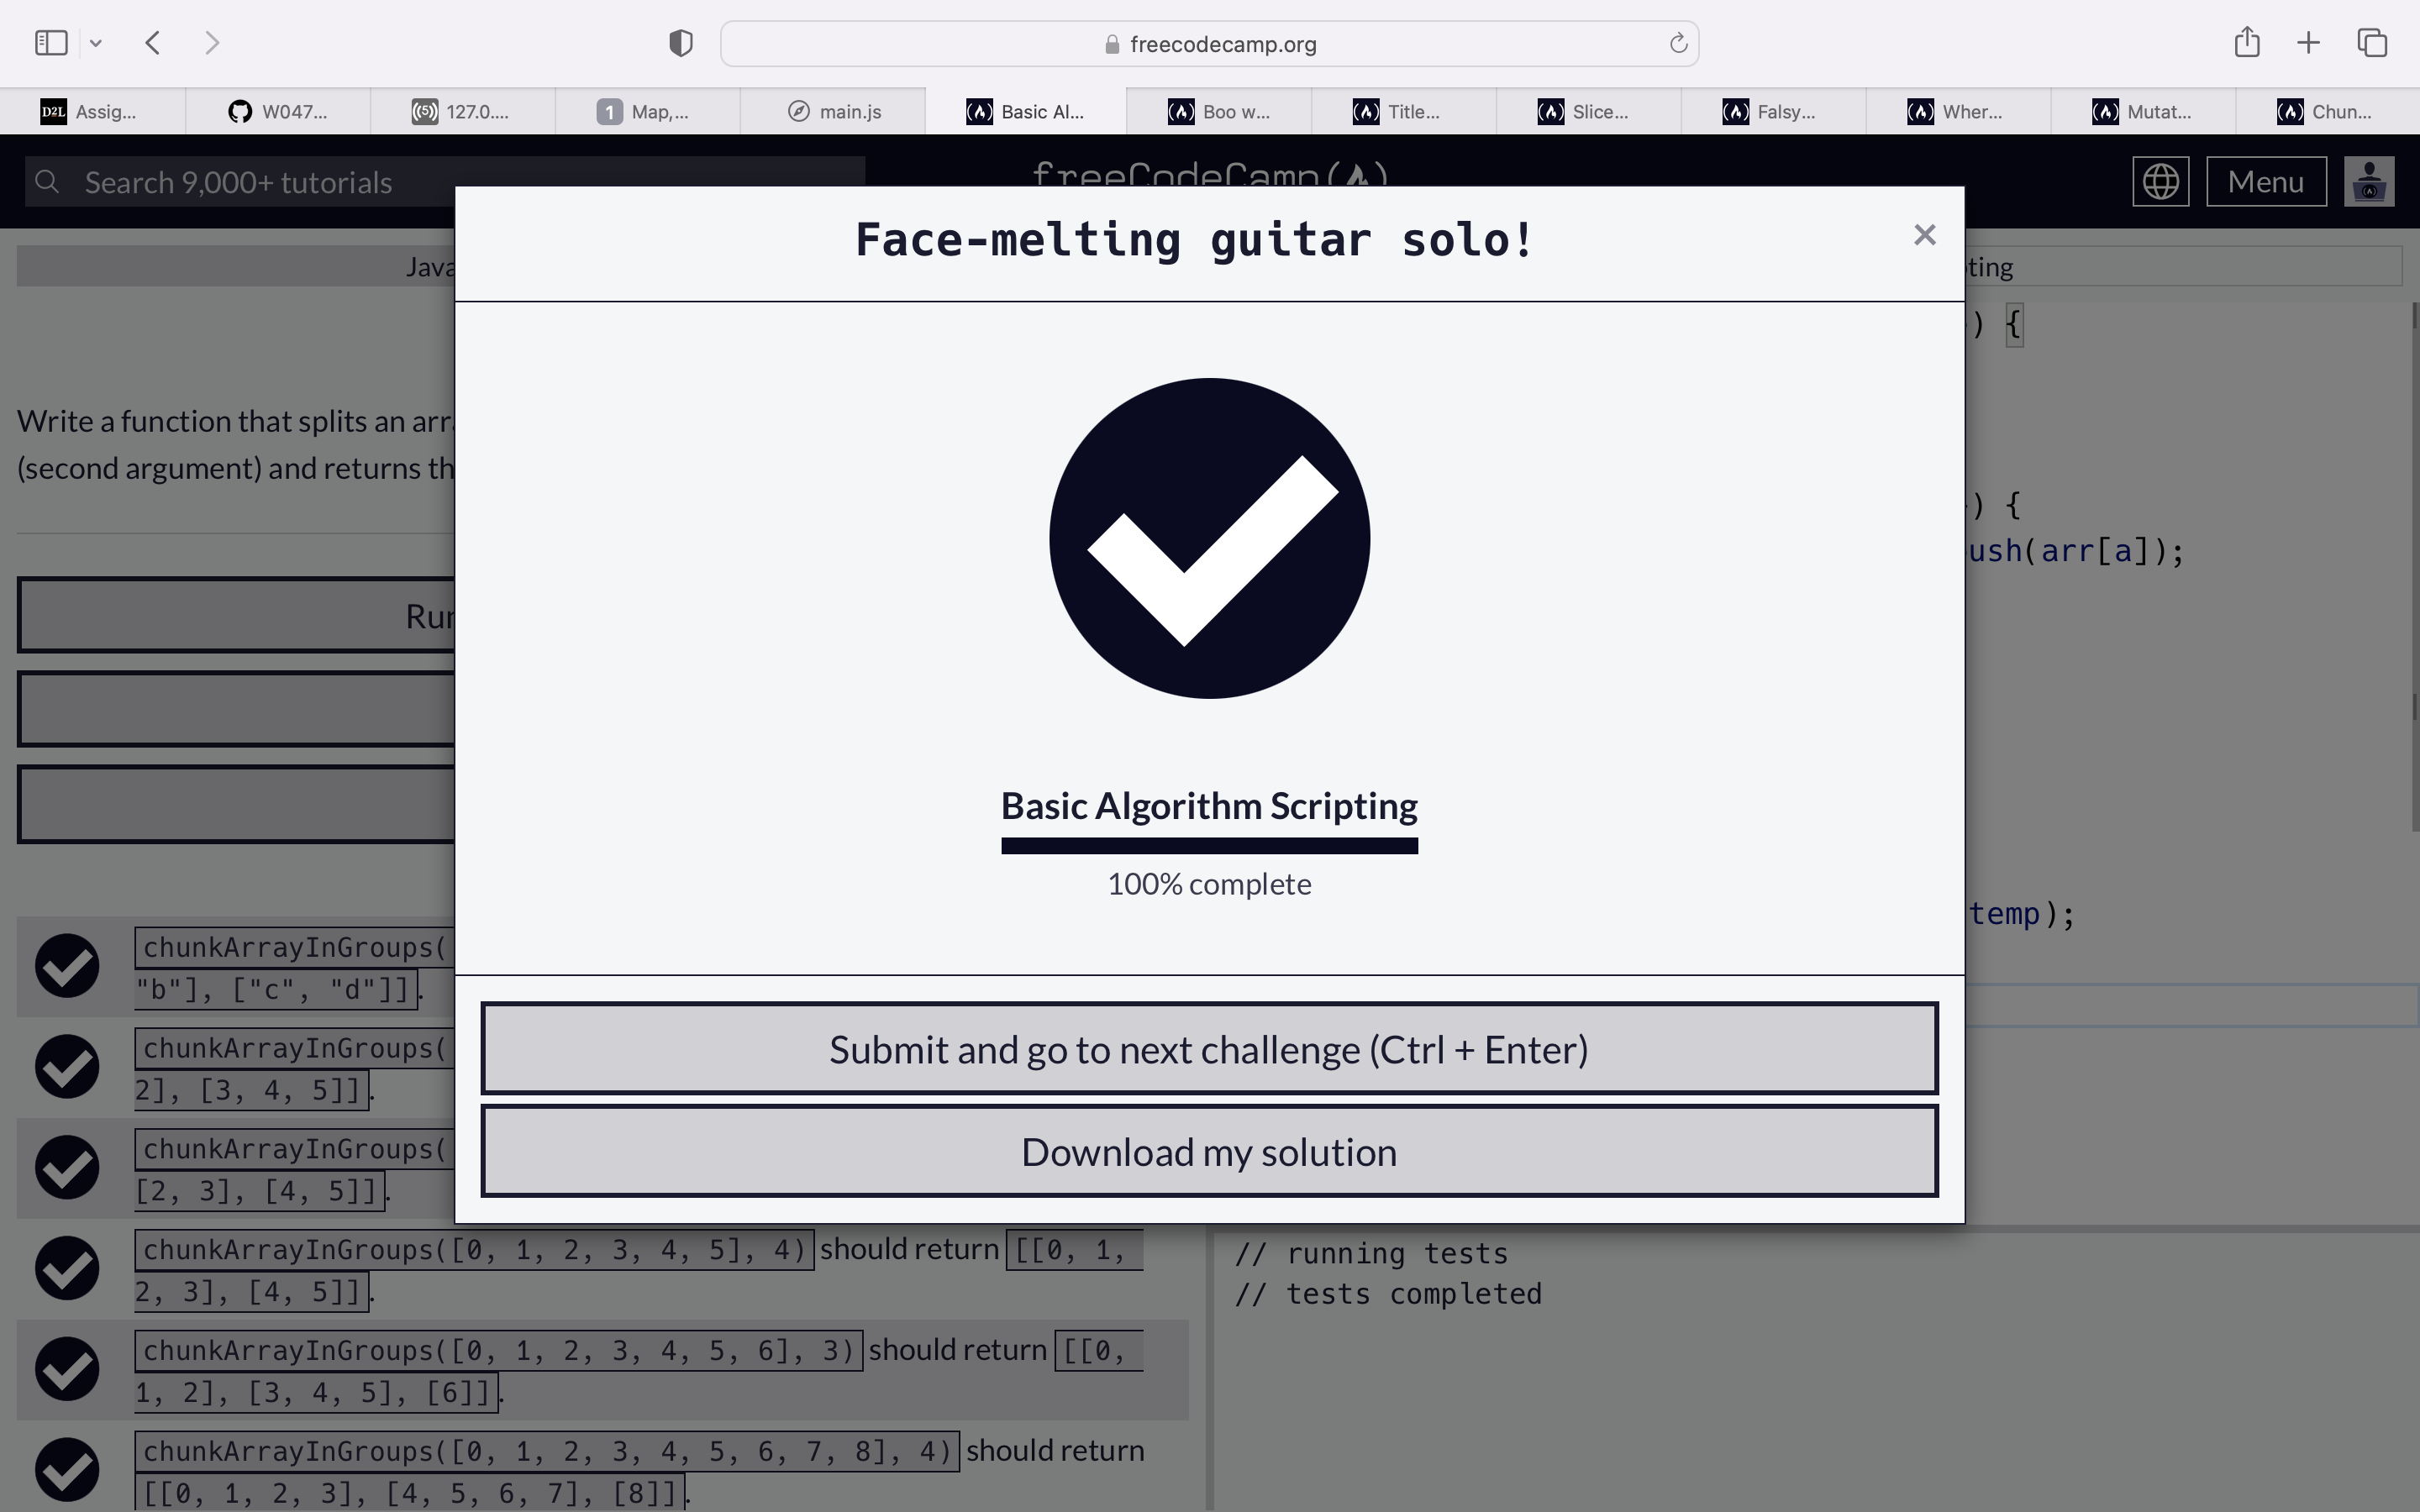 freecodecamp.org
D2L Assig...
W047...
((5)) 127.0....
1 Map,...
main.js
(A) Basic Al...
(A) Boo w...
(A) Title...
(A) Slice...
(A) Falsy...
(A) Wher...
(A) Mutat...
(A) Chun...
Search 9,000+ tutorials
freeCodeCamp(A)
Menu
Face-melting guitar solo!
×
Java
ting
) {
Write a function that splits an arr
(second argument) and returns th
) {
ush(arr[a]);
Run
Basic Algorithm Scripting
100% complete
temp);
chunkArrayInGroups(
"b"], ["c", "d"]].
Submit and go to next challenge (Ctrl + Enter)
chunkArrayInGroups(
2], [3, 4, 5]].
Download my solution
chunkArrayInGroups(
[2, 3], [4, 5]].
chunkArrayInGroups([0, 1, 2, 3, 4, 5], 4) should return [[0, 1,
2, 3], [4, 5]].
chunkArrayInGroups([0, 1, 2, 3, 4, 5, 6], 3) should return [[0,
1, 2], [3, 4, 5], [6]].
chunkArrayInGroups([0, 1, 2, 3, 4, 5, 6, 7, 8], 4) should return
[[0, 1, 2, 3], [4, 5, 6, 7], [8]].
// running tests
// tests completed